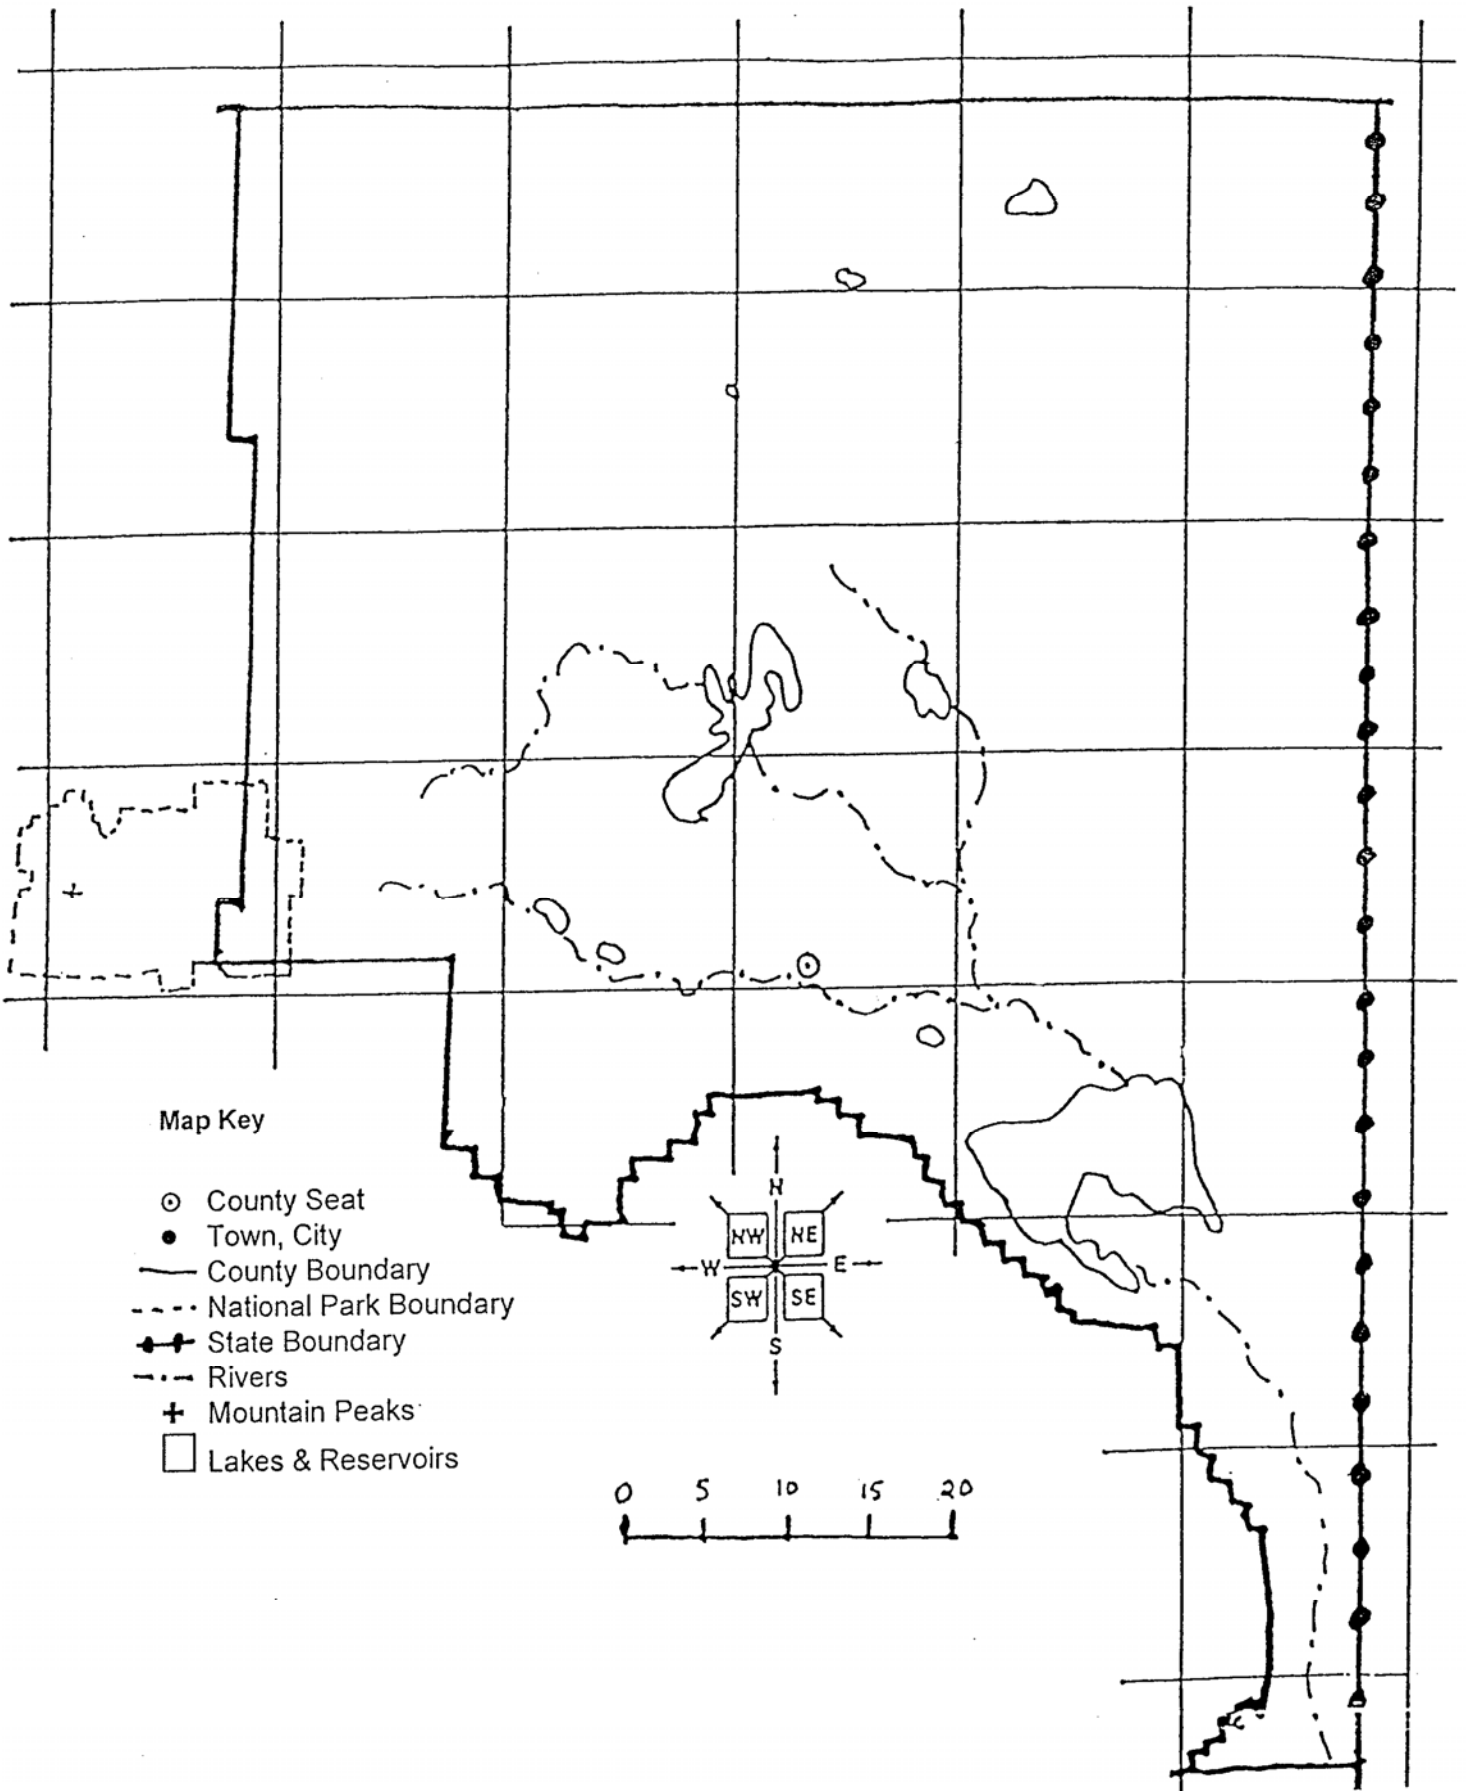 Map Key
County Seat
Town, City
County Boundary
National Park Boundary
State Boundary
Rivers
Mountain Peaks
Lakes & Reservoirs
N
NW NE
W E
SW SE
S
0 5 10 15 20